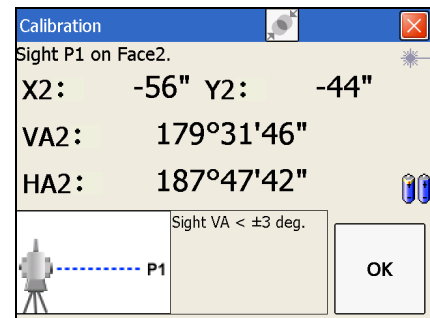 Calibration
Sight P1 on Face2.
X2: -56" Y2: -44"
VA2: 179°31'46"
HA2: 187°47'42"
Sight VA < ±3 deg.
P1
OK